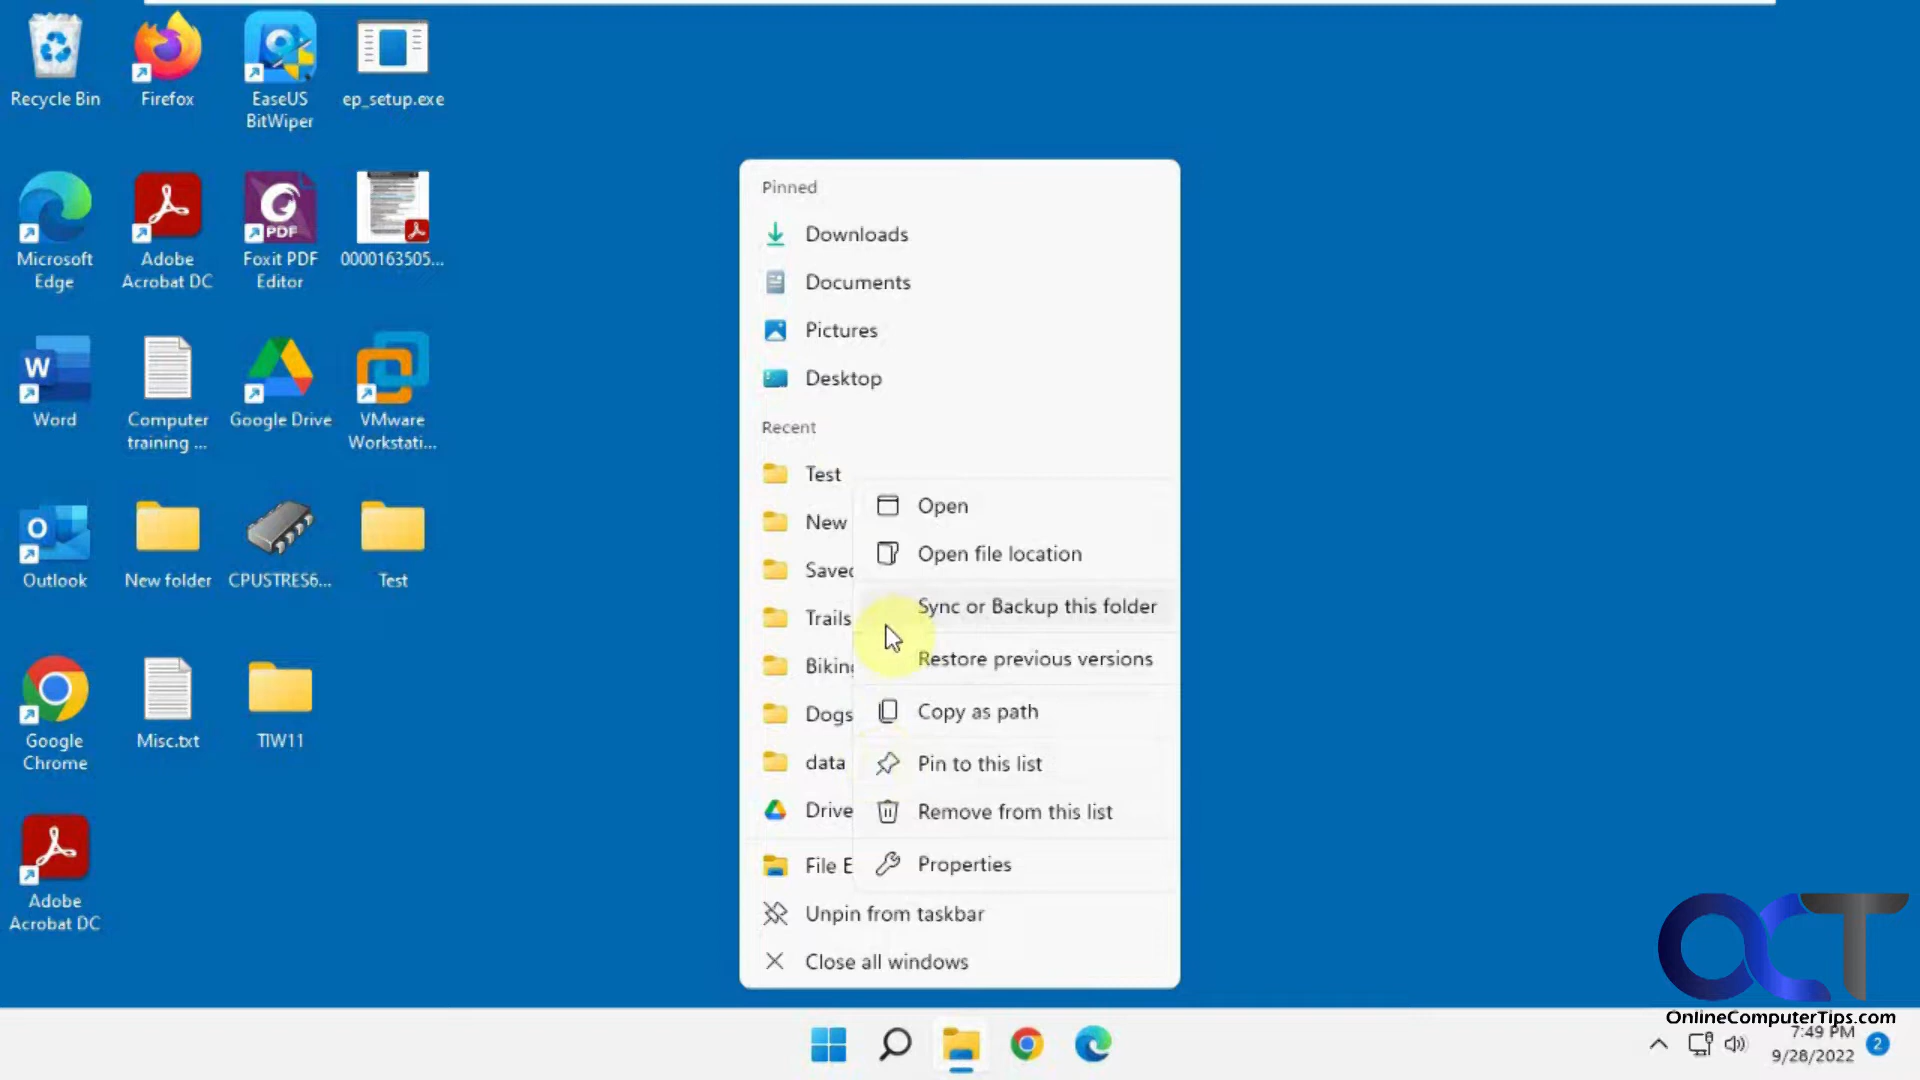 Recycle Bin
Firefox
EaseUS
BitWiper
ep_setup.exe
Microsoft
Edge
Adobe
Acrobat DC
PDF
Foxit PDF
Editor
0000163505...
W
Word
Computer
training ...
Google Drive
VMware
Workstati...
O
Outlook
New folder
CPUSTRES6...
Test
Google
Chrome
Misc.txt
TIW11
Adobe
Acrobat DC
Pinned
Downloads
Documents
Pictures
Desktop
Recent
Test
New
Saved
Trails
Biking
Dogs
data
Drive
File E
Unpin from taskbar
Close all windows
Open
Open file location
Sync or Backup this folder
Restore previous versions
Copy as path
Pin to this list
Remove from this list
Properties
OCT
OnlineComputerTips.com
7:49 PM
9/28/2022
2